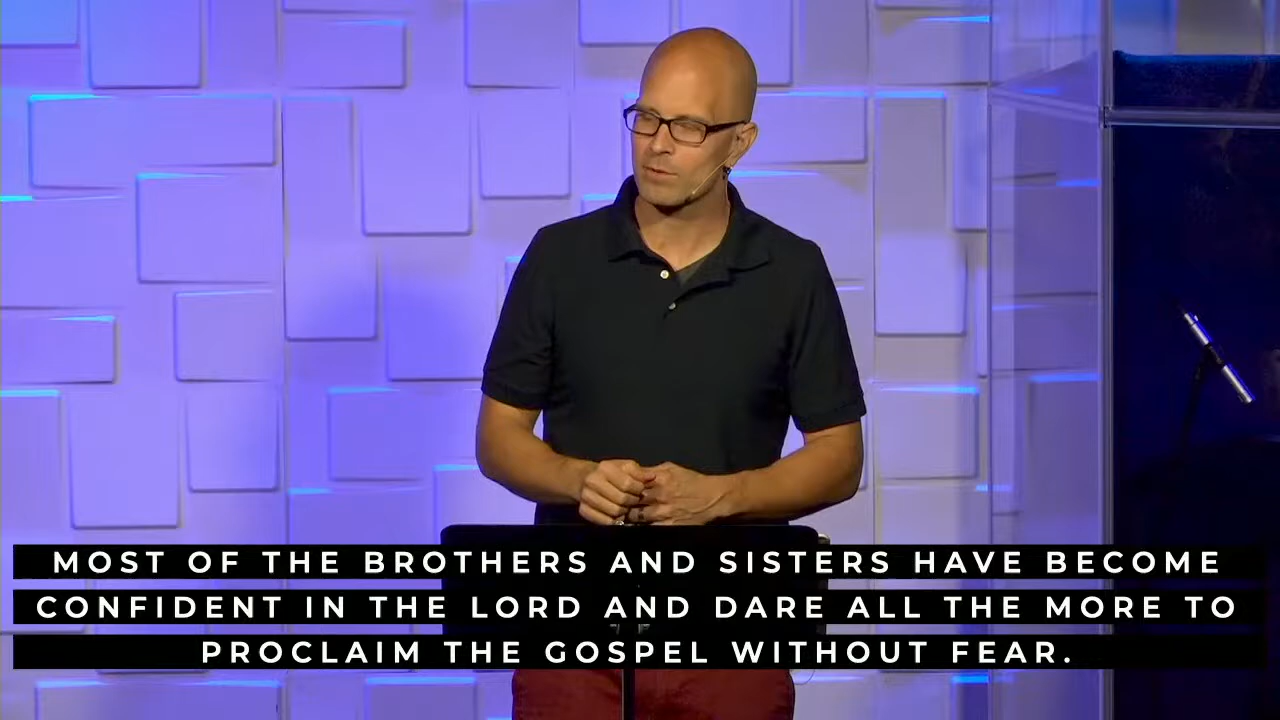 MOST OF THE BROTHERS AND SISTERS HAVE BECOME
CONFIDENT IN THE LORD AND DARE ALL THE MORE TO
PROCLAIM THE GOSPEL WITHOUT FEAR.